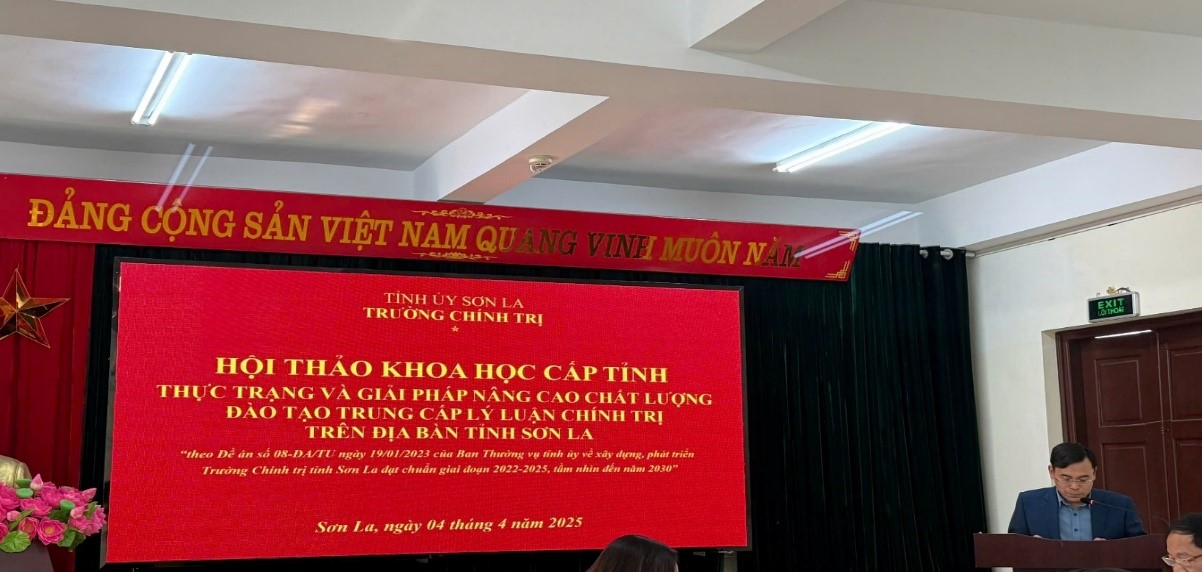 ĐẢNG CỘNG SẢN VIỆT NAM QUANG VINH MUÔN NĂM
TỈNH ỦY SƠN LA
TRƯỜNG CHÍNH TRỊ
*
HỘI THẢO KHOA HỌC CẤP TỈNH
THỰC TRẠNG VÀ GIẢI PHÁP NÂNG CAO CHẤT LƯỢNG
ĐÀO TẠO TRUNG CẤP LÝ LUẬN CHÍNH TRỊ
TRÊN ĐỊA BÀN TỈNH SƠN LA
“theo Đề án số 08-ĐA/TU ngày 19/01/2023 của Ban Thường vụ tỉnh ủy về xây dựng, phát triển
Trường Chính trị tỉnh Sơn La đạt chuẩn giai đoạn 2022-2025, tầm nhìn đến năm 2030”
Sơn La, ngày 04 tháng 4 năm 2025
EXIT
LỐI THOÁT